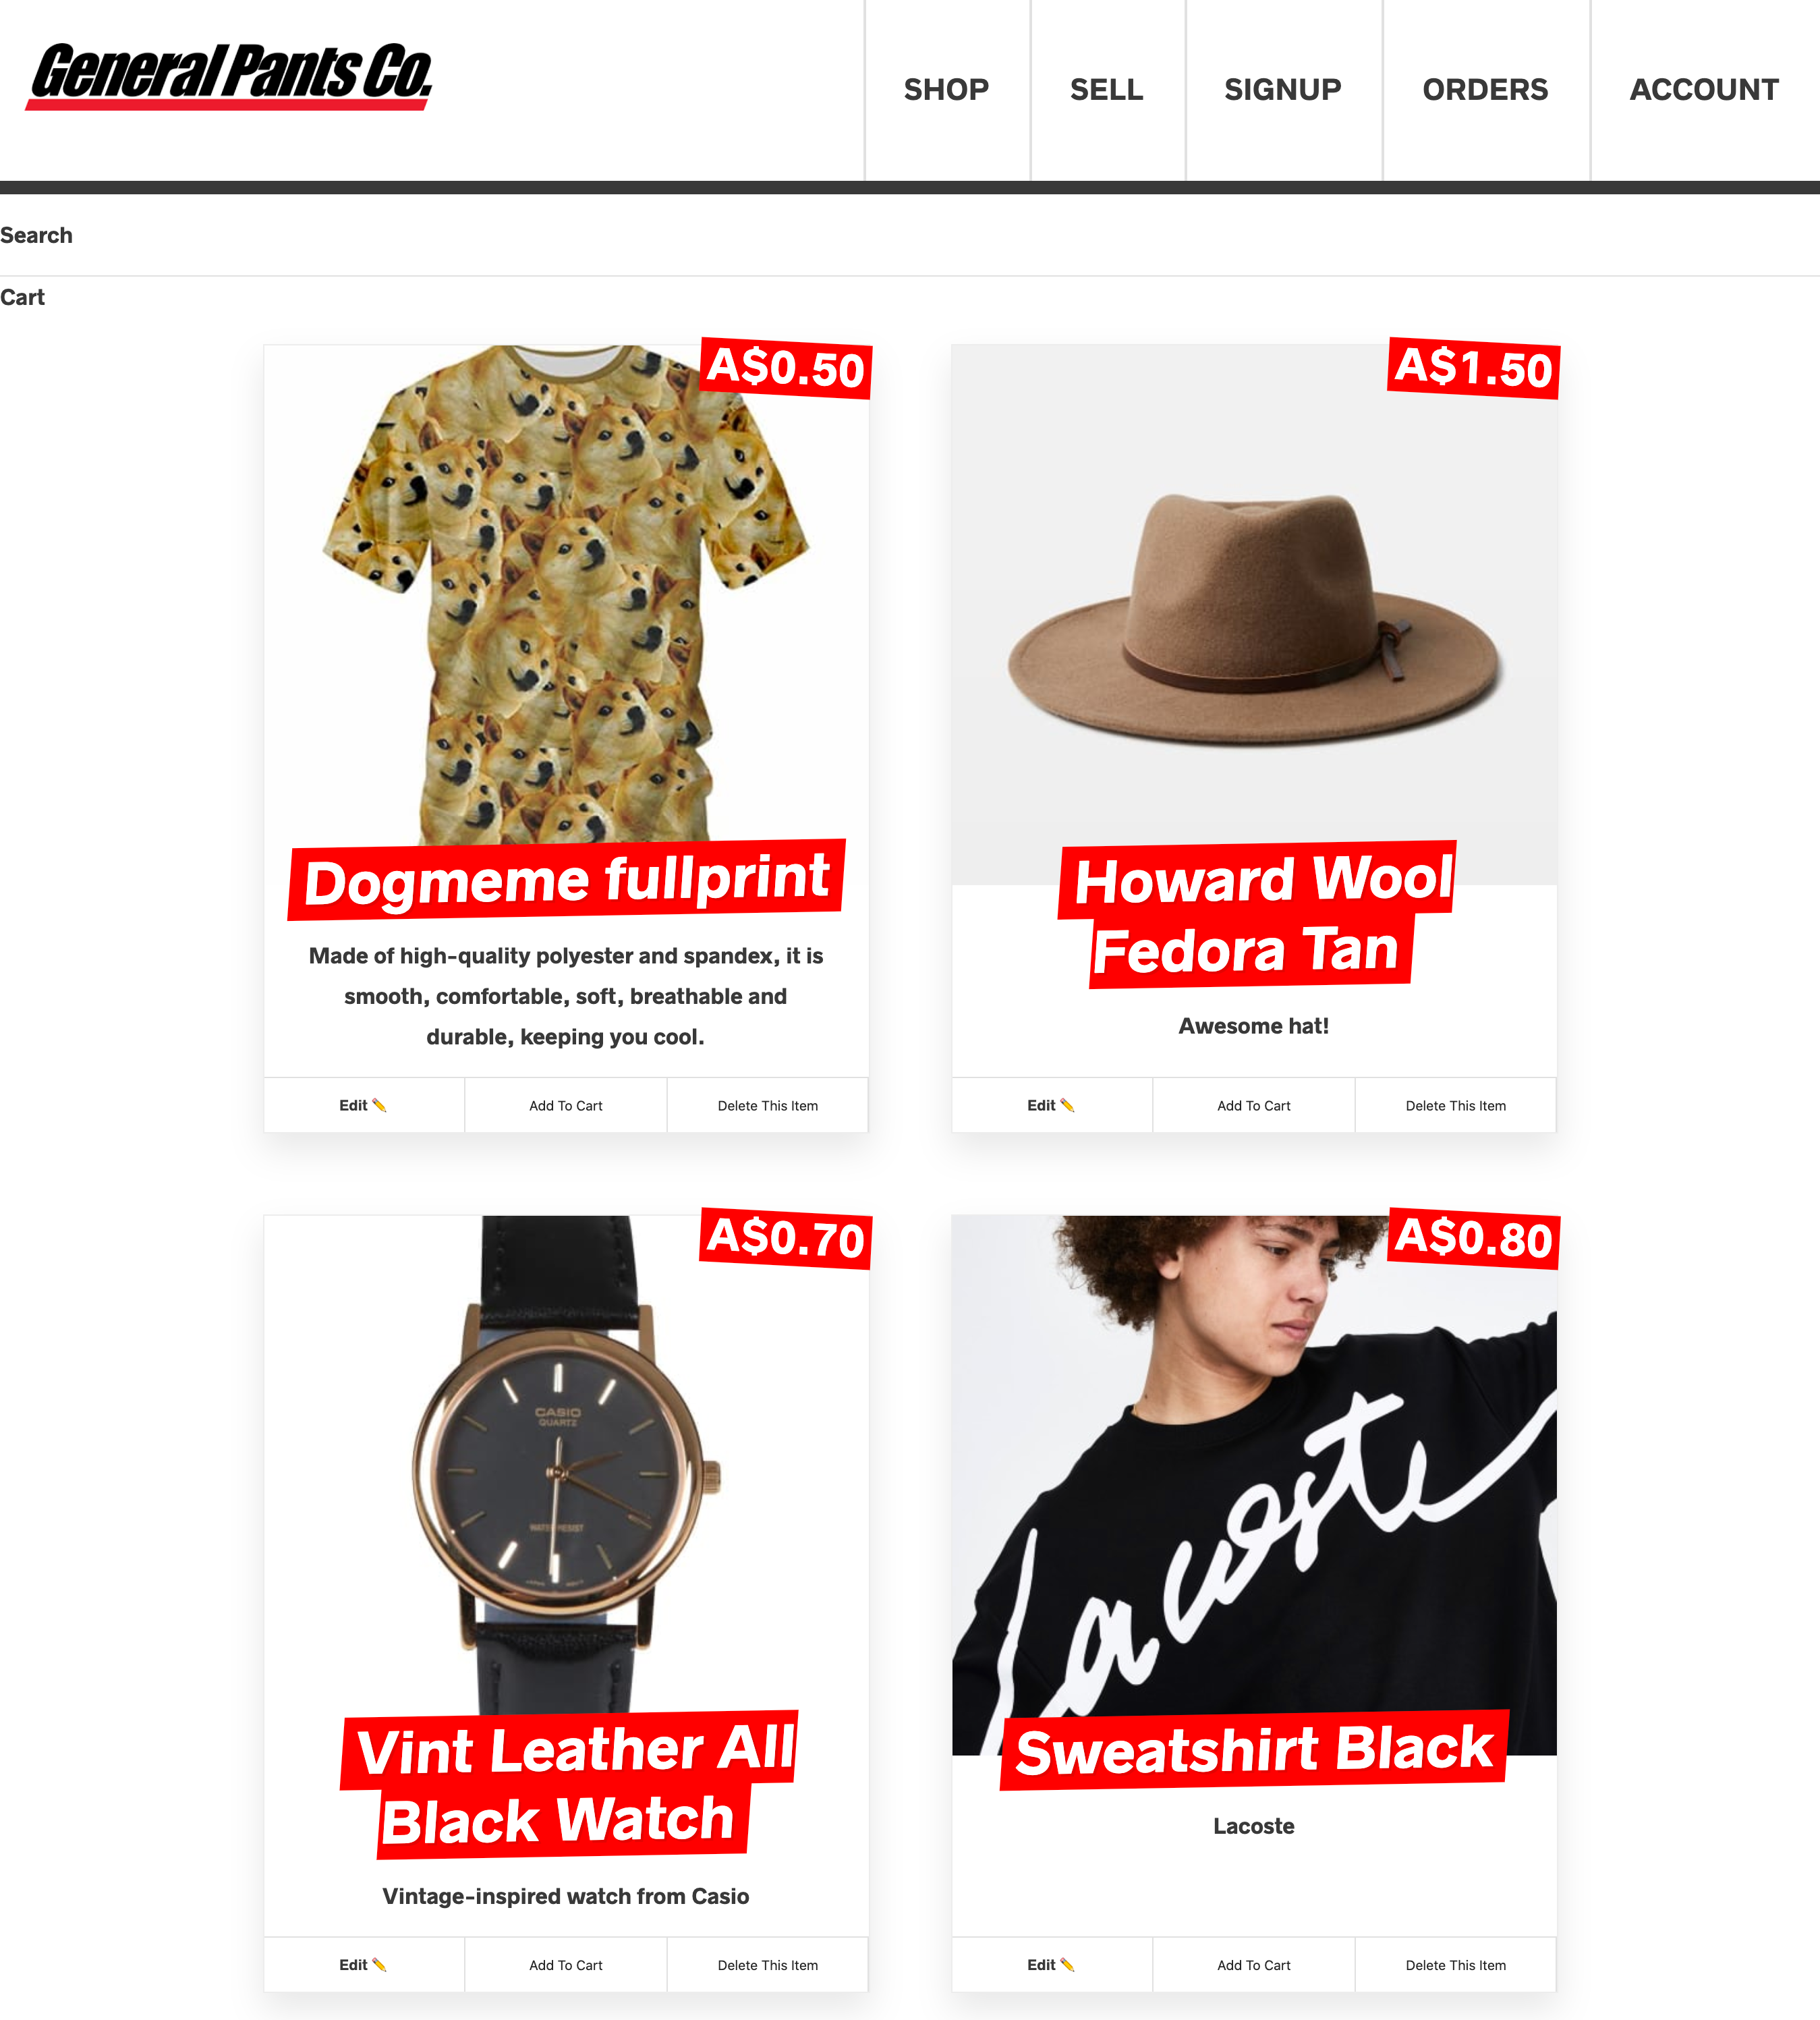 General Pants Co.
SHOP
SELL
SIGNUP
ORDERS
ACCOUNT
Search
Cart
A$0.50
Dogmeme fullprint
Made of high-quality polyester and spandex, it is
smooth, comfortable, soft, breathable and
durable, keeping you cool.
Edit ✏️
Add To Cart
Delete This Item
A$1.50
Howard Wool
Fedora Tan
Awesome hat!
Edit ✏️
Add To Cart
Delete This Item
A$0.70
CASIO
QUARTZ
Vint Leather All
Black Watch
Vintage-inspired watch from Casio
Edit ✏️
Add To Cart
Delete This Item
A$0.80
Lacoste
Sweatshirt Black
Lacoste
Edit ✏️
Add To Cart
Delete This Item